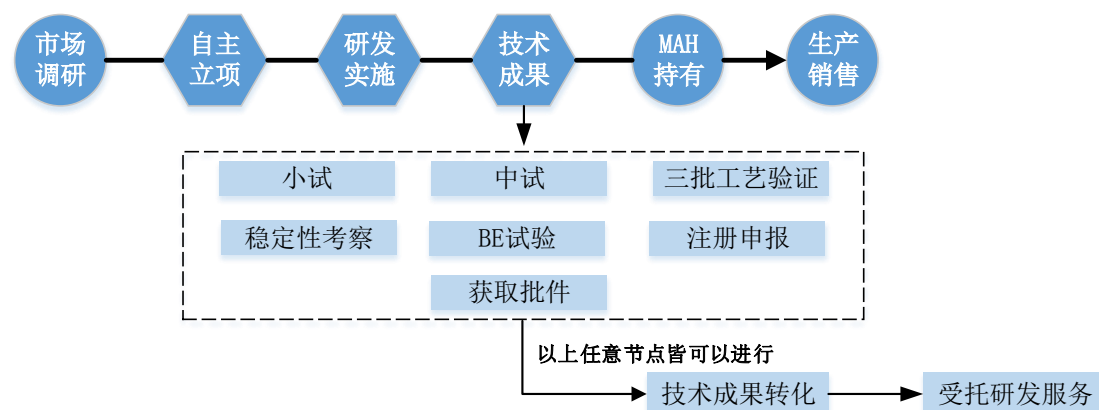 市场
调研
自主
立项
研发
实施
技术
成果
MAH
持有
生产
销售
小试
中试
三批工艺验证
稳定性考察
BE试验
注册申报
获取批件
以上任意节点皆可以进行
技术成果转化
受托研发服务